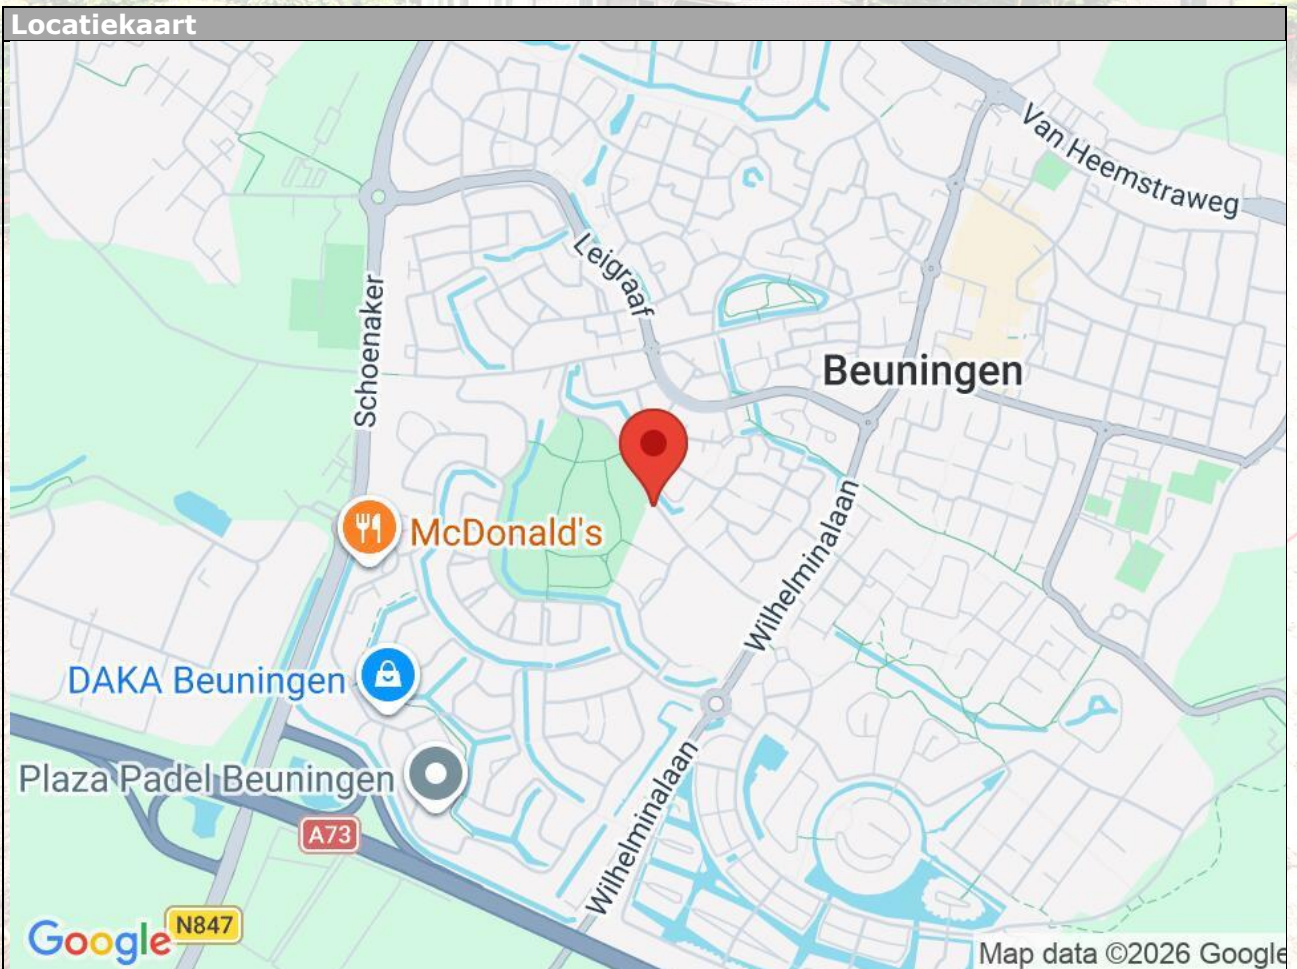 Locatiekaart
Van Heemstraweg
Leigraaf
Schoenaker
Beuningen
McDonald's
Wilhelminalaan
DAKA Beuningen
Plaza Padel Beuningen
A73
Wilhelminalaan
N847
Google
Map data ©2026 Google